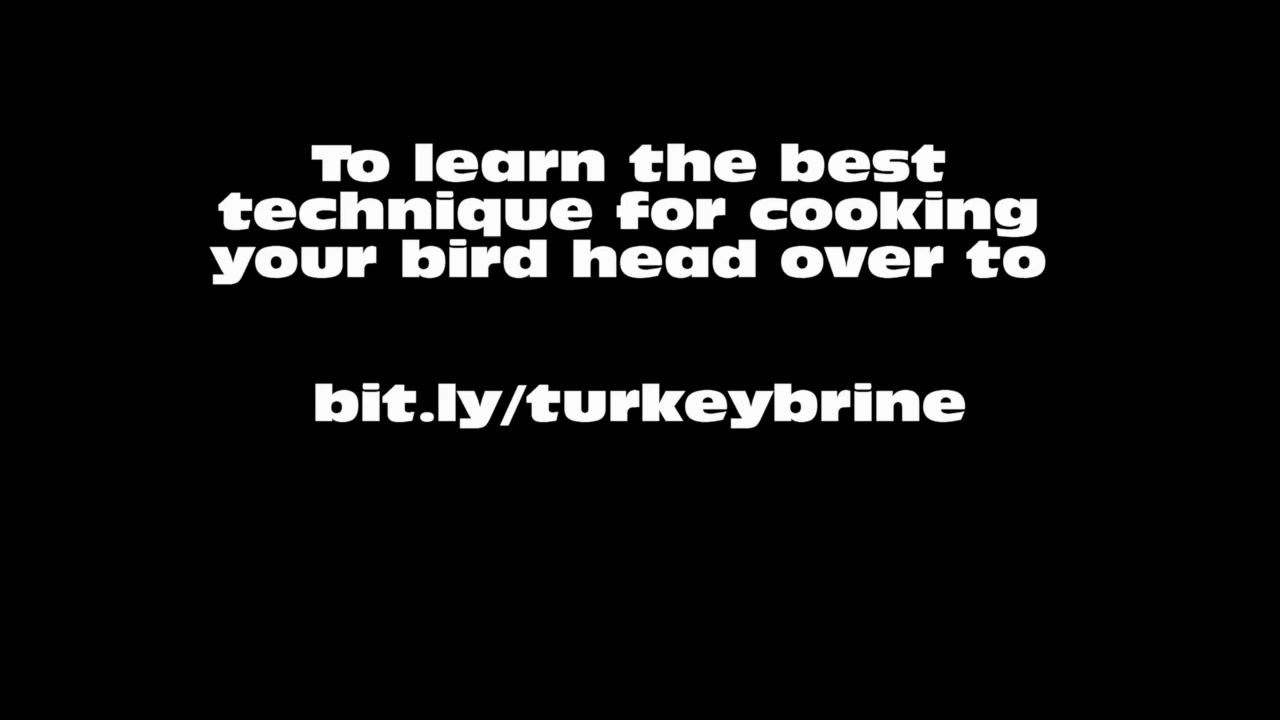 To learn the best
technique for cooking
your bird head over to
bit.ly/turkeybrine